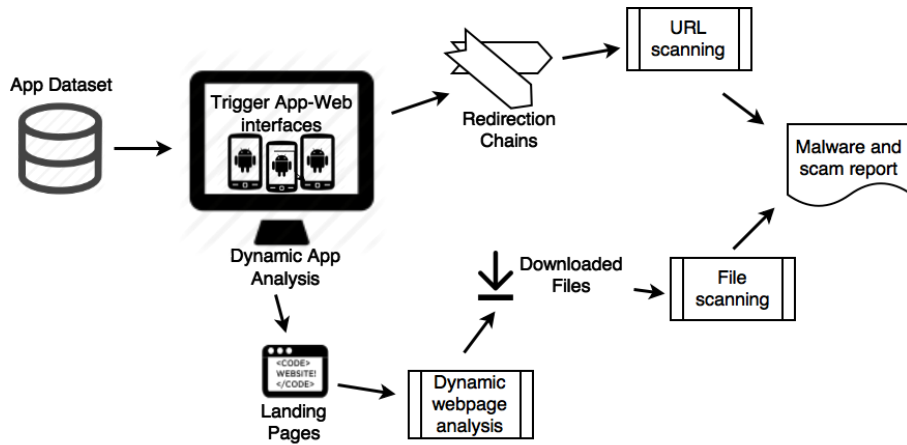 App Dataset
Trigger App-Web
interfaces
Dynamic App
Analysis
Redirection
Chains
URL
scanning
Malware and
scam report
<CODE>
WEBSITE!
</CODE>
Landing
Pages
Dynamic
webpage
analysis
Downloaded
Files
File
scanning